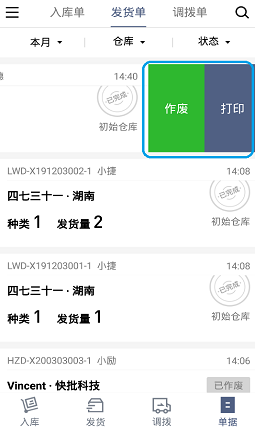 入库单 发货单 调拨单
本月 仓库 状态
14:40
已完成
初始仓库
作废 打印
LWD-X191203002-1 小捷 14:08
四七三十一 · 湖南
已完成
种类 1 发货量 2
初始仓库
LWD-X191203001-1 小捷 14:08
四七三十一 · 湖南
已完成
种类 1 发货量 1
初始仓库
HZD-X200303003-1 小励 14:06
Vincent · 快批科技 已作废
入库 发货 调拨 单据